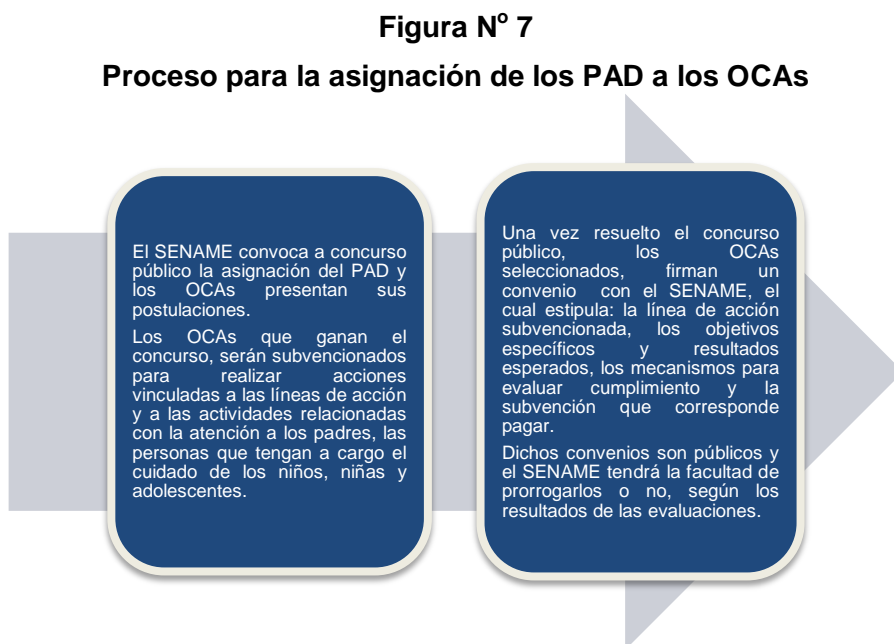 Figura Nº 7
Proceso para la asignación de los PAD a los OCAs
El SENAME convoca a concurso
público la asignación del PAD y
los OCAs presentan sus
postulaciones.
Los OCAs que ganan el
concurso, serán subvencionados
para realizar acciones
vinculadas a las líneas de acción
y a las actividades relacionadas
con la atención a los padres, las
personas que tengan a cargo el
cuidado de los niños, niñas y
adolescentes.
Una vez resuelto el concurso
público, los OCAs
seleccionados, firman un
convenio con el SENAME, el
cual estipula: la línea de acción
subvencionada, los objetivos
específicos y resultados
esperados, los mecanismos para
evaluar cumplimiento y la
subvención que corresponde
pagar.
Dichos convenios son públicos y
el SENAME tendrá la facultad de
prorrogarlos o no, según los
resultados de las evaluaciones.